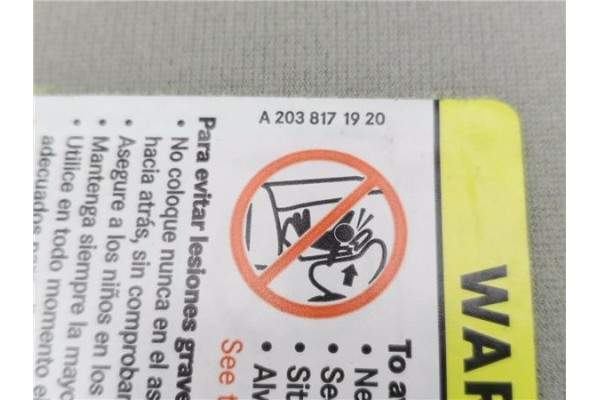 A 203 817 19 20
WAR
To a
• Ne
• Se
• Sit
• Alv
See t
Para evitar lesiones grave
• No coloque nunca en el as
hacia atrás, sin comprobar
• Asegure a los niños en los
• Mantenga siempre la mayo
• Utilice en todo momento el
adecuados